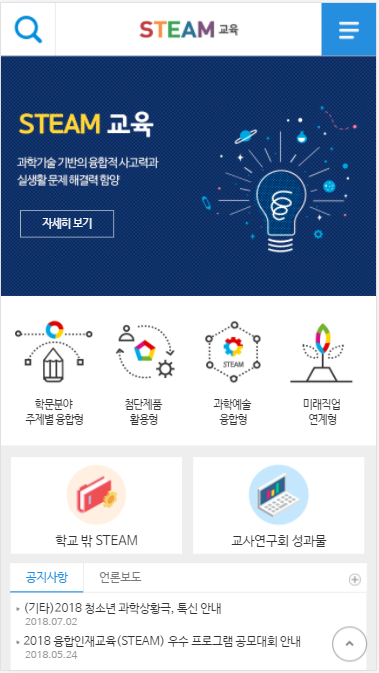 STEAM 교육
STEAM 교육
과학기술 기반의 융합적 사고력과
실생활 문제 해결력 함양
자세히 보기
학문분야
주제별 융합형
첨단제품
활용형
STEAM
과학예술
융합형
미래직업
연계형
학교 밖 STEAM
교사연구회 성과물
공지사항
언론보도
(기타)2018 청소년 과학상황극, 톡신 안내
2018.07.02
2018 융합인재교육(STEAM) 우수 프로그램 공모대회 안내
2018.05.24